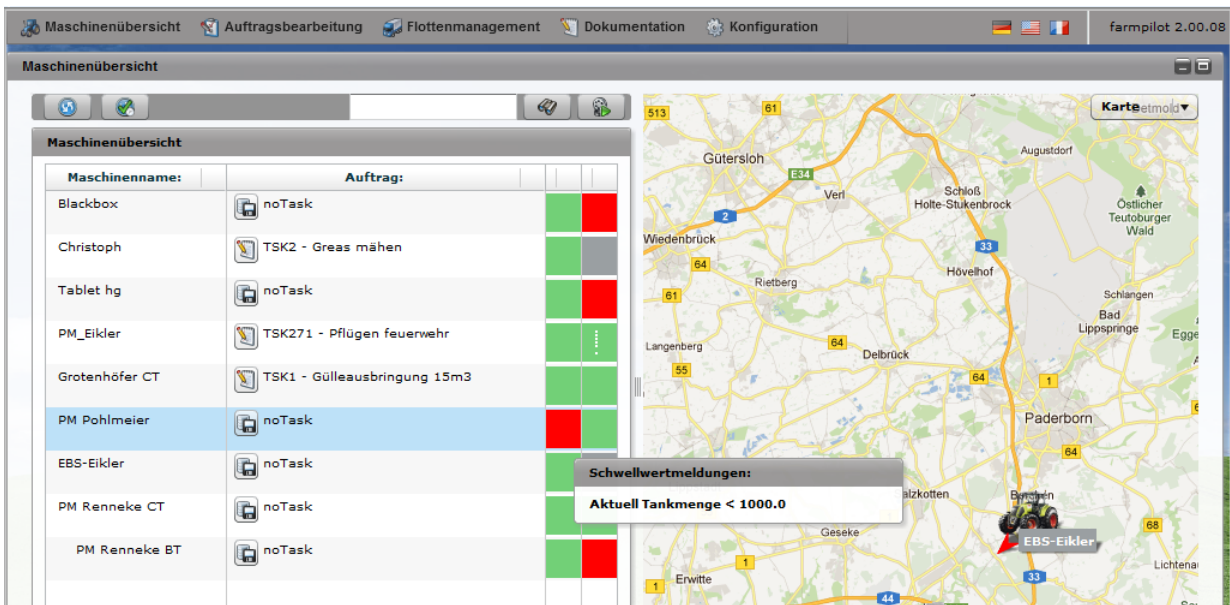 Maschinenübersicht Auftragsbearbeitung Flottenmanagement Dokumentation Konfiguration farmpilot 2.00.08
Maschinenübersicht
Maschinenübersicht
Maschinenname: Auftrag:
Blackbox noTask
Christoph TSK2 - Greas mähen
Tablet hg noTask
PM_Eikler TSK271 - Pflügen feuerwehr
Grotenhöfer CT TSK1 - Gülleausbringung 15m3
PM Pohlmeier noTask
EBS-Eikler noTask
PM Renneke CT noTask
PM Renneke BT noTask
Schwellwertmeldungen:
Aktuell Tankmenge < 1000.0
Karte
513
61
Augustdorf
Gütersloh
E34
Verl
Schloß
Holte-Stukenbrock
Östlicher
Teutoburger
Wald
2
Wiedenbrück
33
64
Hövelhof
Rietberg
61
Schlangen
Bad
Lippspringe
Egge
Langenberg
64
Delbrück
55
64
1
Paderborn
64
Geseke
68
EBS-Eikler
1
Lichtenau
33
Erwitte
1
44